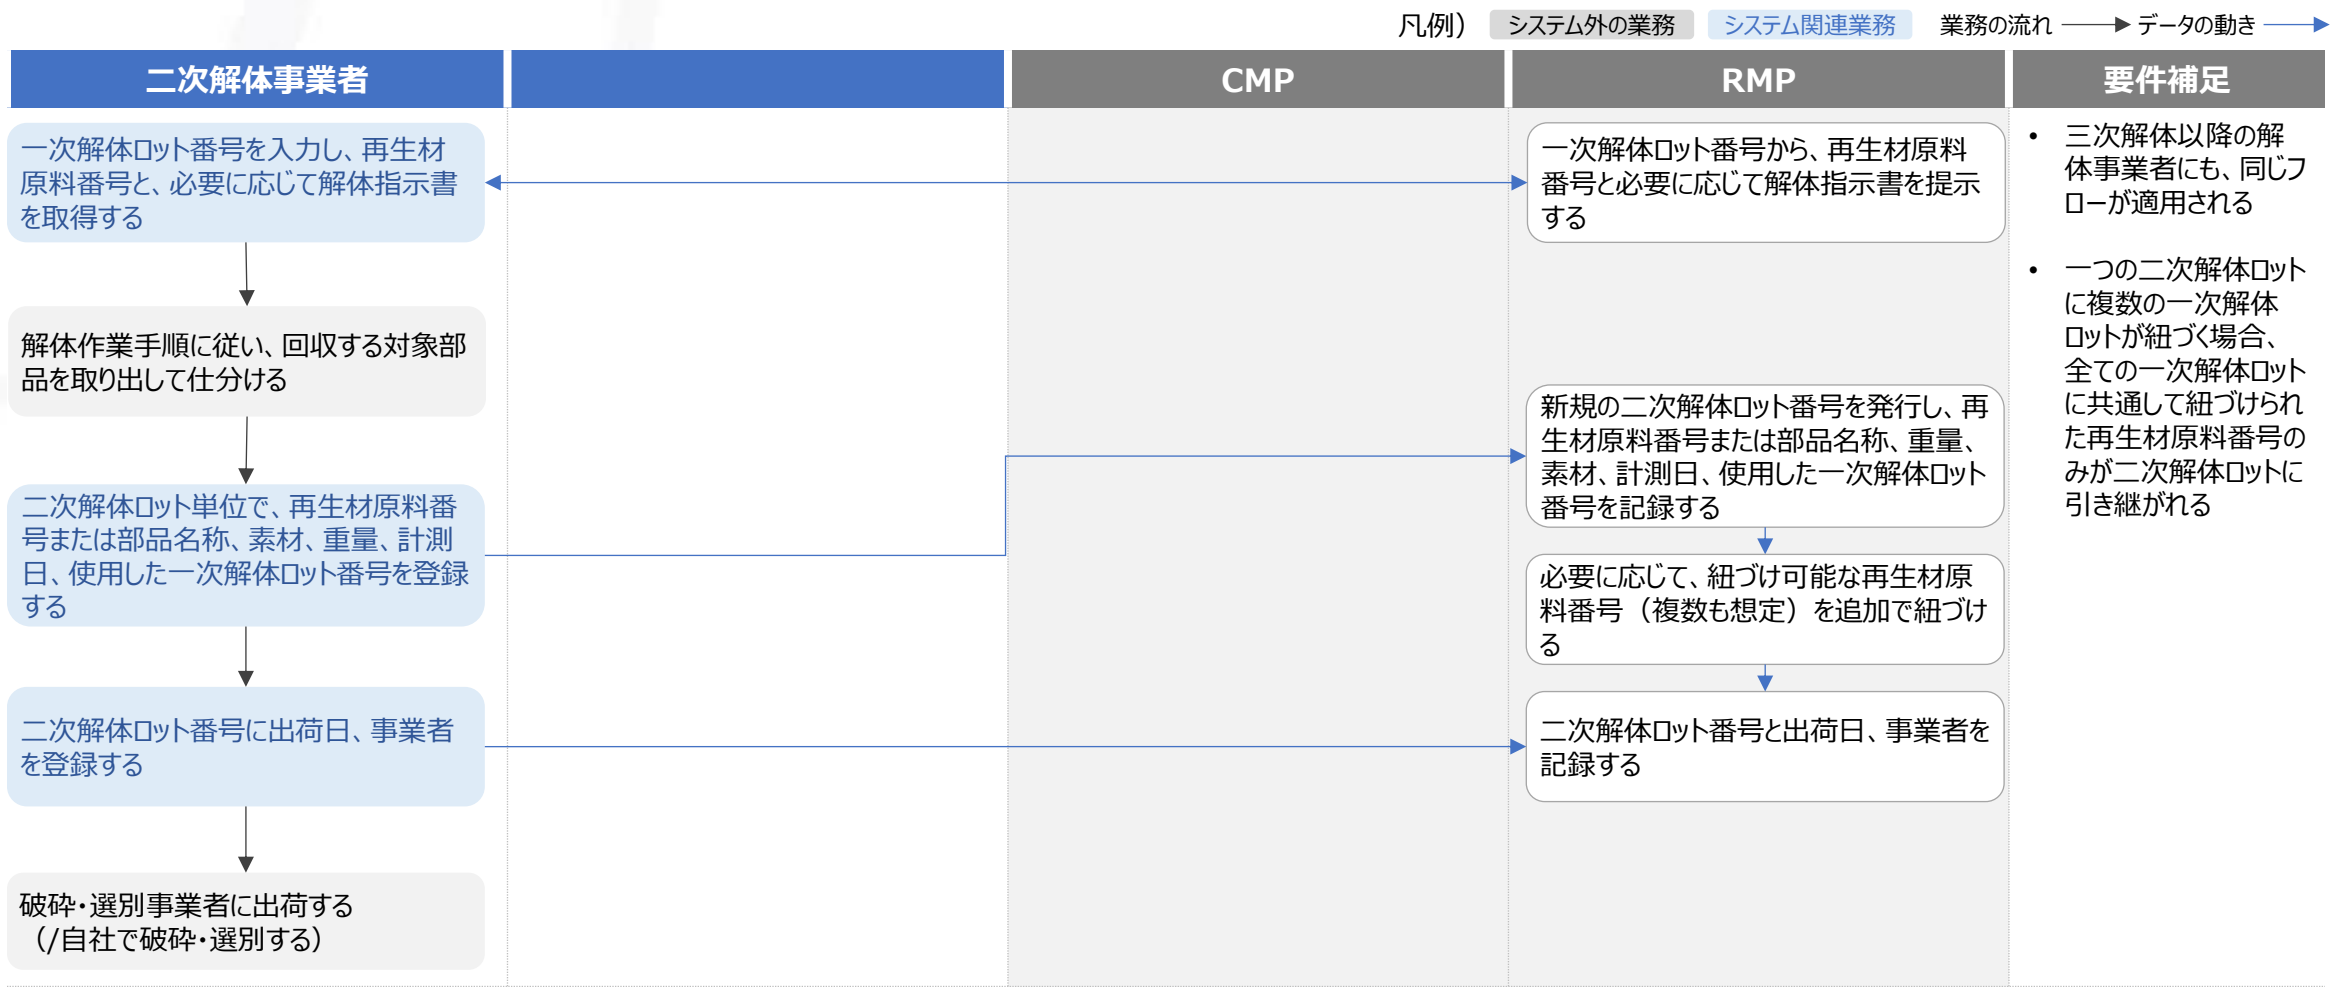 凡例） システム外の業務 システム関連業務 業務の流れ データの動き
二次解体事業者 CMP RMP 要件補足
一次解体ロット番号を入力し、再生材
原料番号と、必要に応じて解体指示書
を取得する
一次解体ロット番号から、再生材原料
番号と必要に応じて解体指示書を提示
する
• 三次解体以降の解
体事業者にも、同じフ
ローが適用される
• 一つの二次解体ロット
に複数の一次解体
ロットが紐づく場合、
全ての一次解体ロット
に共通して紐づけられ
た再生材原料番号の
みが二次解体ロットに
引き継がれる
解体作業手順に従い、回収する対象部
品を取り出して仕分ける
新規の二次解体ロット番号を発行し、再
生材原料番号または部品名称、重量、
素材、計測日、使用した一次解体ロット
番号を記録する
二次解体ロット単位で、再生材原料番
号または部品名称、素材、重量、計測
日、使用した一次解体ロット番号を登録
する
必要に応じて、紐づけ可能な再生材原
料番号（複数も想定）を追加で紐づけ
る
二次解体ロット番号に出荷日、事業者
を登録する
二次解体ロット番号と出荷日、事業者を
記録する
破砕・選別事業者に出荷する
（/自社で破砕・選別する）